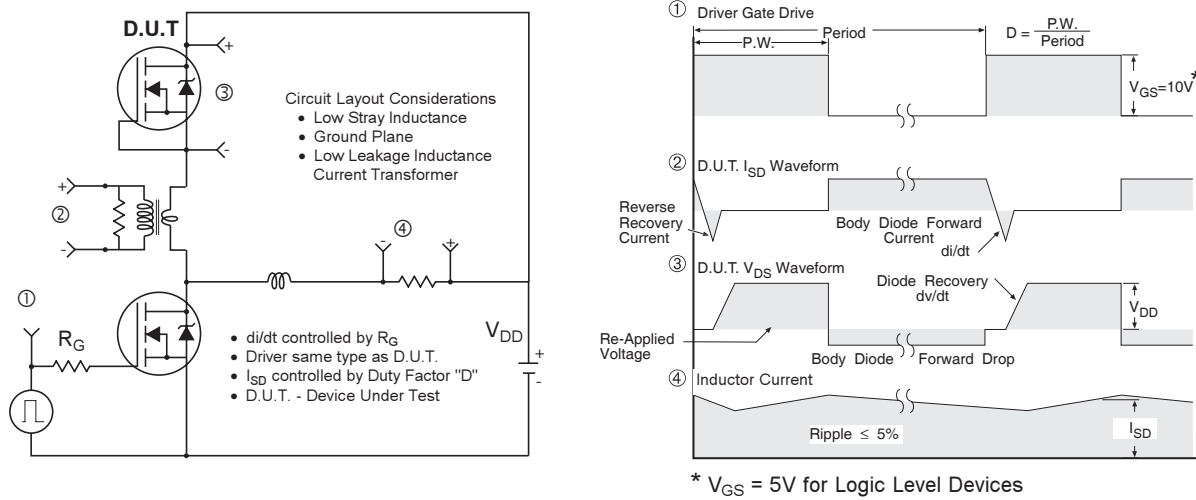 D.U.T
+
③
-
Circuit Layout Considerations
• Low Stray Inductance
• Ground Plane
• Low Leakage Inductance
Current Transformer
+
②
-
④
- +
①
R_G
V_DD
+
-
• di/dt controlled by R_G
• Driver same type as D.U.T.
• I_SD controlled by Duty Factor "D"
• D.U.T. - Device Under Test
① Driver Gate Drive
P.W.
Period
D = P.W.
Period
V_GS=10V*
② D.U.T. I_SD Waveform
Reverse
Recovery
Current
Body Diode Forward
Current
di/dt
③ D.U.T. V_DS Waveform
Diode Recovery
dv/dt
V_DD
Re-Applied
Voltage
Body Diode Forward Drop
④ Inductor Current
Ripple ≤ 5%
I_SD
* V_GS = 5V for Logic Level Devices